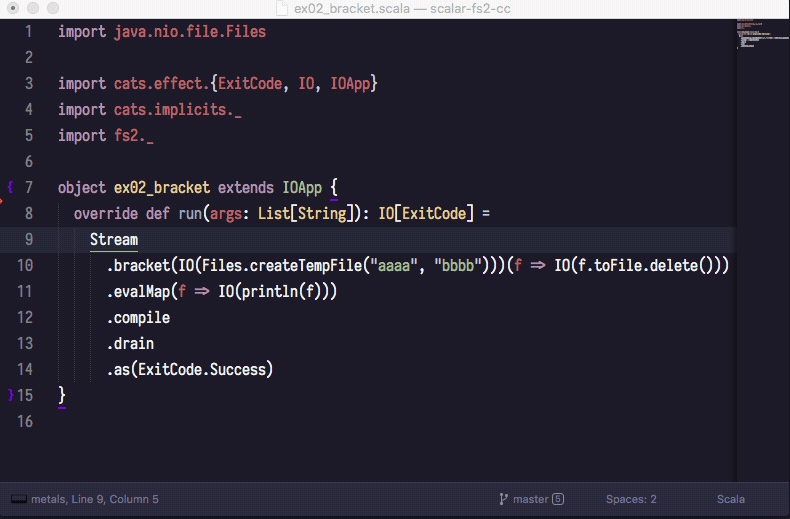 ex02_bracket.scala — scalar-fs2-cc
1 import java.nio.file.Files
2
3 import cats.effect.{ExitCode, IO, IOApp}
4 import cats.implicits._
5 import fs2._
6
{ 7 object ex02_bracket extends IOApp {
8   override def run(args: List[String]): IO[ExitCode] =
9     Stream
10       .bracket(IO(Files.createTempFile("aaaa", "bbbb")))(f => IO(f.toFile.delete()))
11       .evalMap(f => IO(println(f)))
12       .compile
13       .drain
14       .as(ExitCode.Success)
} 15 }
16
metals, Line 9, Column 5 master 5 Spaces: 2 Scala